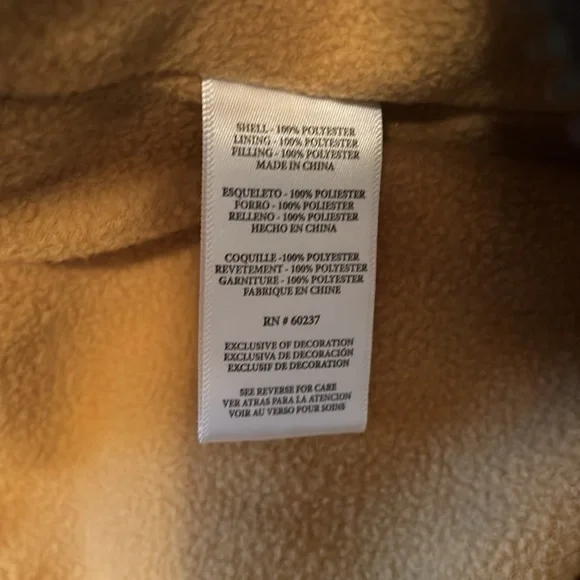 SHELL - 100% POLYESTER
LINING - 100% POLYESTER
FILLING - 100% POLYESTER
MADE IN CHINA
ESQUELETO - 100% POLIESTER
FORRO - 100% POLIESTER
RELLENO - 100% POLIESTER
HECHO EN CHINA
COQUILLE -100% POLYESTER
REVETEMENT - 100% POLYESTER
GARNITURE - 100% POLYESTER
FABRIQUE EN CHINE
RN # 60237
EXCLUSIVE OF DECORATION
EXCLUSIVA DE DECORACIÓN
EXCLUSIF DE DECORATION
SEE REVERSE FOR CARE
VER ATRAS PARA LA ATENCION
VOIR AU VERSO POUR SOINS